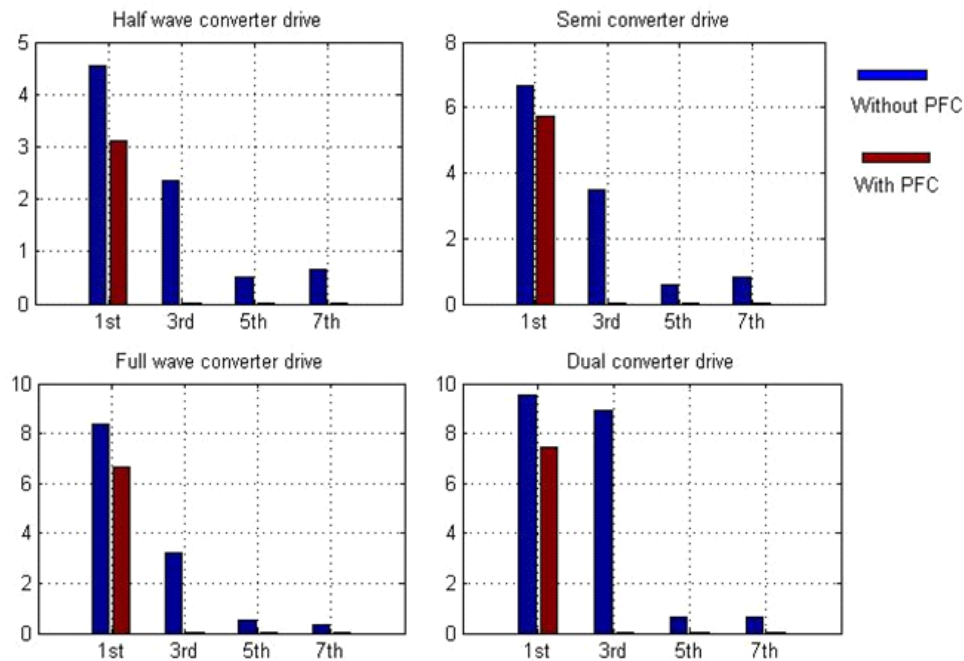 Half wave converter drive
5
4
3
2
1
0
1st 3rd 5th 7th
Semi converter drive
8
6
4
2
0
1st 3rd 5th 7th
Without PFC
With PFC
Full wave converter drive
10
8
6
4
2
0
1st 3rd 5th 7th
Dual converter drive
10
8
6
4
2
0
1st 3rd 5th 7th